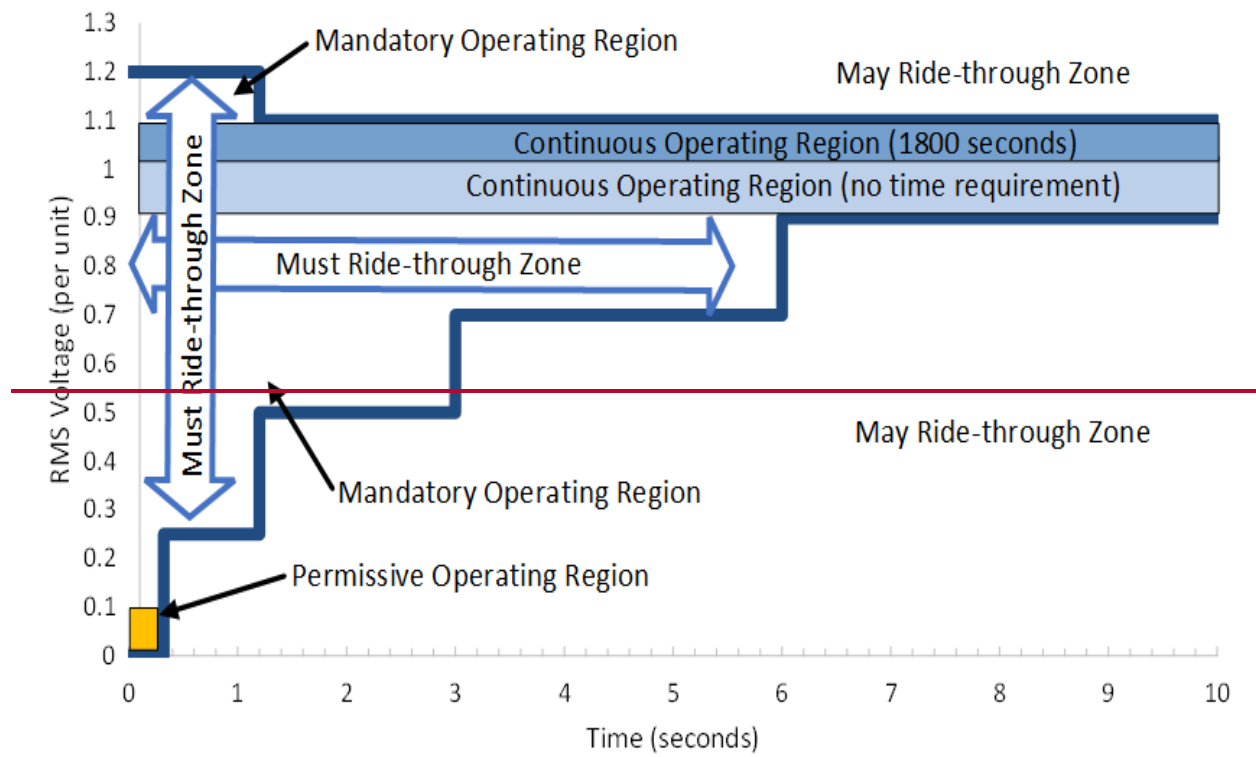 1.3
Mandatory Operating Region
1.2
May Ride-through Zone
1.1
Continuous Operating Region (1800 seconds)
1
Continuous Operating Region (no time requirement)
0.9
0.8
Must Ride-through Zone
Must Ride-through Zone
0.7
0.6
0.5
May Ride-through Zone
0.4
Mandatory Operating Region
0.3
0.2
Permissive Operating Region
0.1
0
RMS Voltage (per unit)
0 1 2 3 4 5 6 7 8 9 10
Time (seconds)